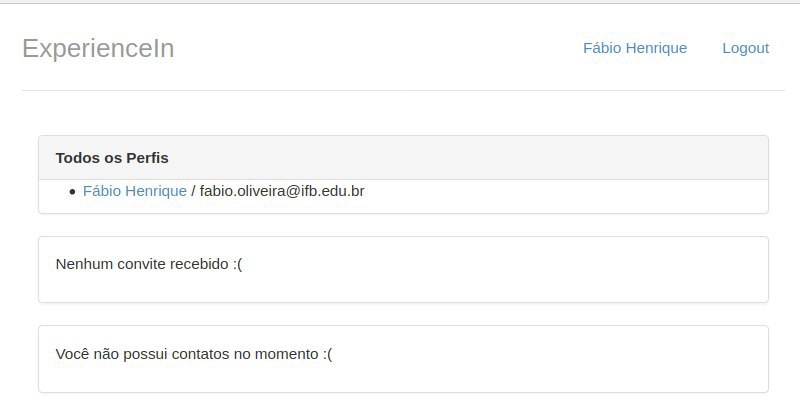 ExperienceIn
Fábio Henrique
Logout
Todos os Perfis
Fábio Henrique / fabio.oliveira@ifb.edu.br
Nenhum convite recebido :(
Você não possui contatos no momento :(